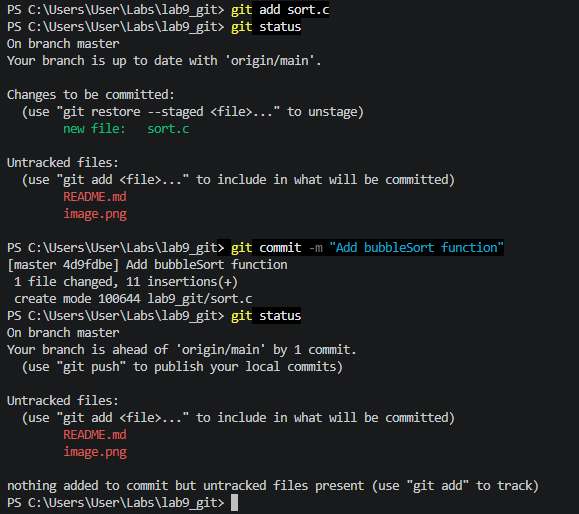 PS C:\Users\User\Labs\lab9_git> git add sort.c
PS C:\Users\User\Labs\lab9_git> git status
On branch master
Your branch is up to date with 'origin/main'.

Changes to be committed:
  (use "git restore --staged <file>..." to unstage)
        new file:   sort.c

Untracked files:
  (use "git add <file>..." to include in what will be committed)
        README.md
        image.png

PS C:\Users\User\Labs\lab9_git> git commit -m "Add bubbleSort function"
[master 4d9fdbe] Add bubbleSort function
 1 file changed, 11 insertions(+)
 create mode 100644 lab9_git/sort.c
PS C:\Users\User\Labs\lab9_git> git status
On branch master
Your branch is ahead of 'origin/main' by 1 commit.
  (use "git push" to publish your local commits)

Untracked files:
  (use "git add <file>..." to include in what will be committed)
        README.md
        image.png

nothing added to commit but untracked files present (use "git add" to track)
PS C:\Users\User\Labs\lab9_git>